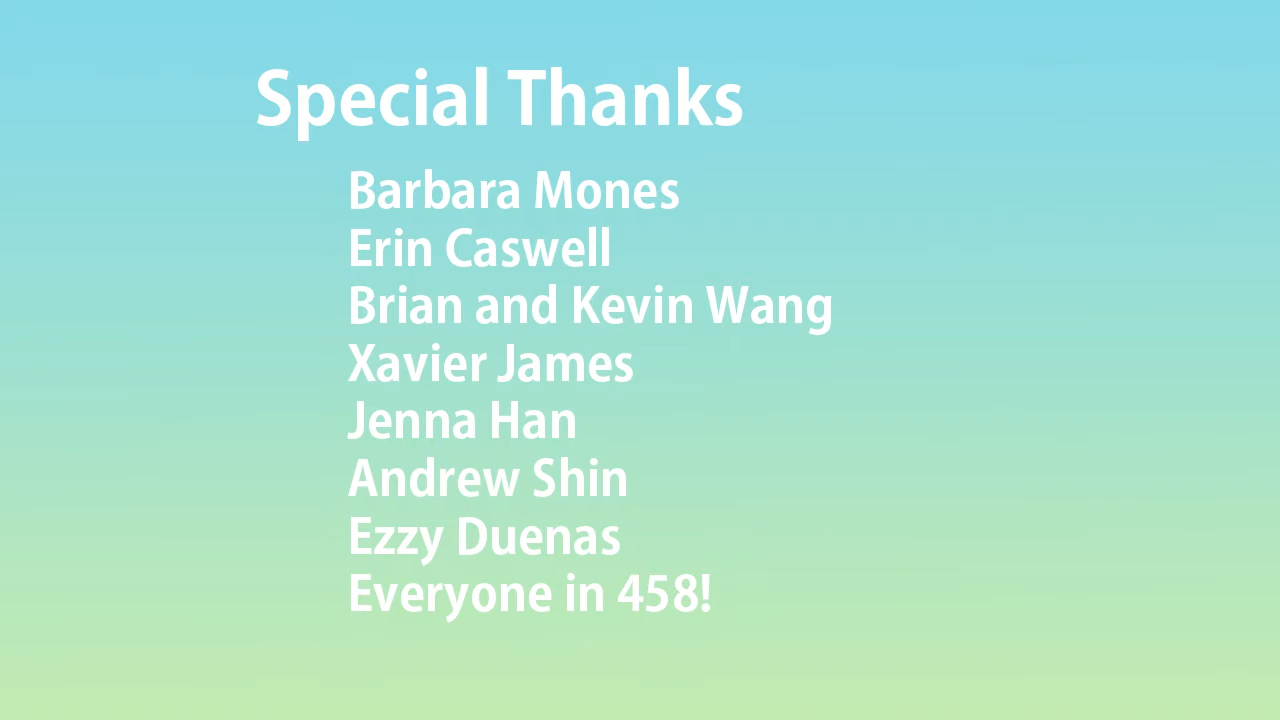 Special Thanks
Barbara Mones
Erin Caswell
Brian and Kevin Wang
Xavier James
Jenna Han
Andrew Shin
Ezzy Duenas
Everyone in 458!